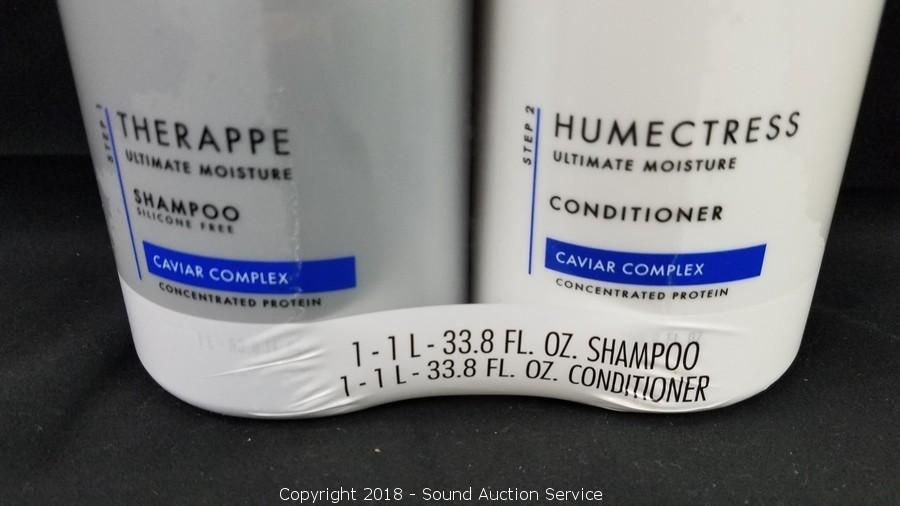 STEP 1
THERAPPE
ULTIMATE MOISTURE
SHAMPOO
SILICONE FREE
CAVIAR COMPLEX
CONCENTRATED PROTEIN
STEP 2
HUMECTRESS
ULTIMATE MOISTURE
CONDITIONER
CAVIAR COMPLEX
CONCENTRATED PROTEIN
1 - 1 L - 33.8 FL. OZ. SHAMPOO
1 - 1 L - 33.8 FL. OZ. CONDITIONER
Copyright 2018 - Sound Auction Service